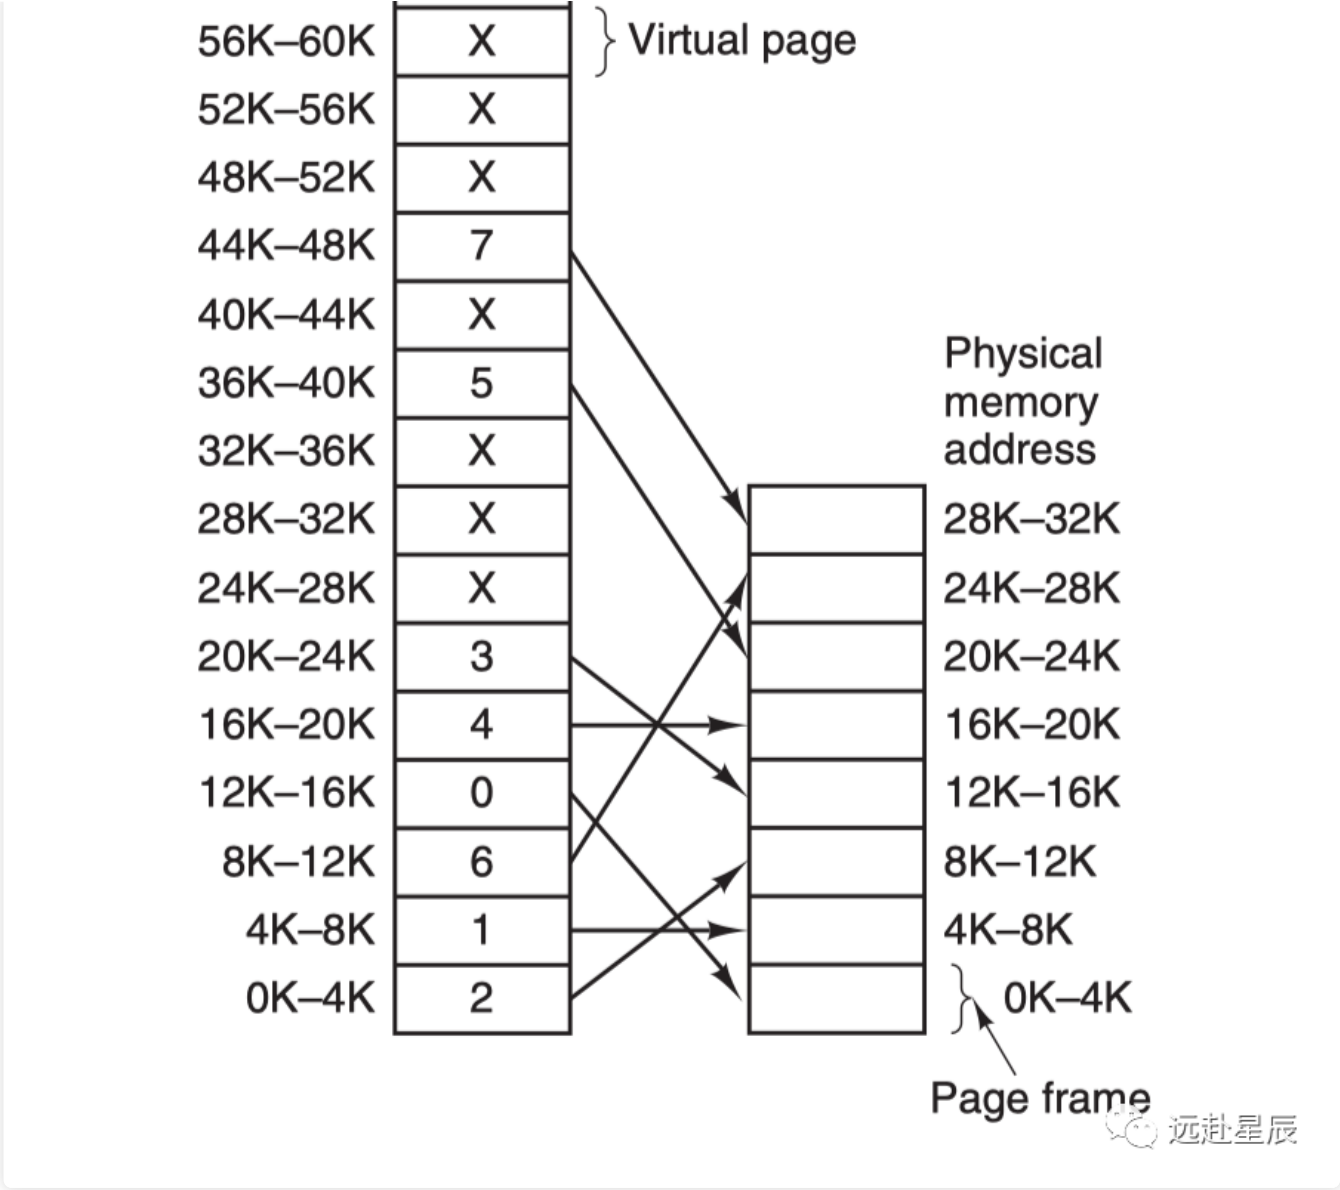 56K–60K X Virtual page
52K–56K X
48K–52K X
44K–48K 7
40K–44K X
36K–40K 5
32K–36K X
28K–32K X
24K–28K X
20K–24K 3
16K–20K 4
12K–16K 0
8K–12K 6
4K–8K 1
0K–4K 2
Physical
memory
address
28K–32K
24K–28K
20K–24K
16K–20K
12K–16K
8K–12K
4K–8K
0K–4K
Page frame
远赴星辰